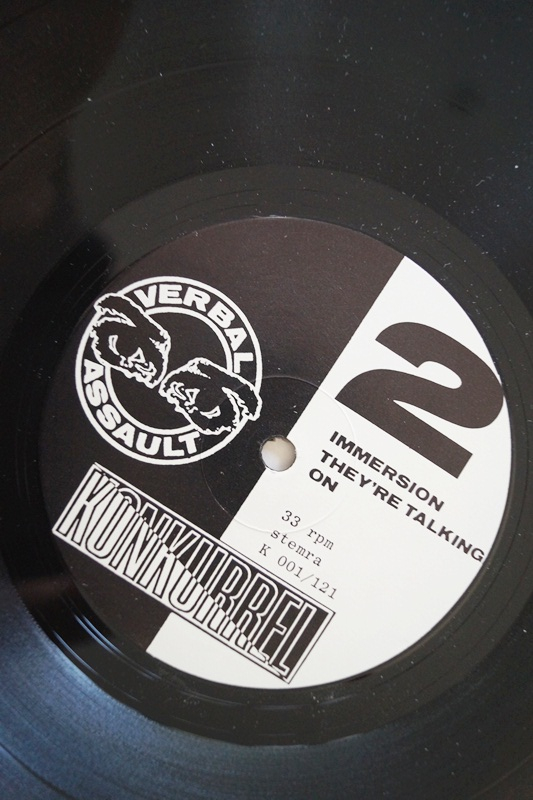 VERBAL
ASSAULT
KONKURREL
2
IMMERSION
THEY'RE TALKING
ON
33 rpm
stemra
K 001/121